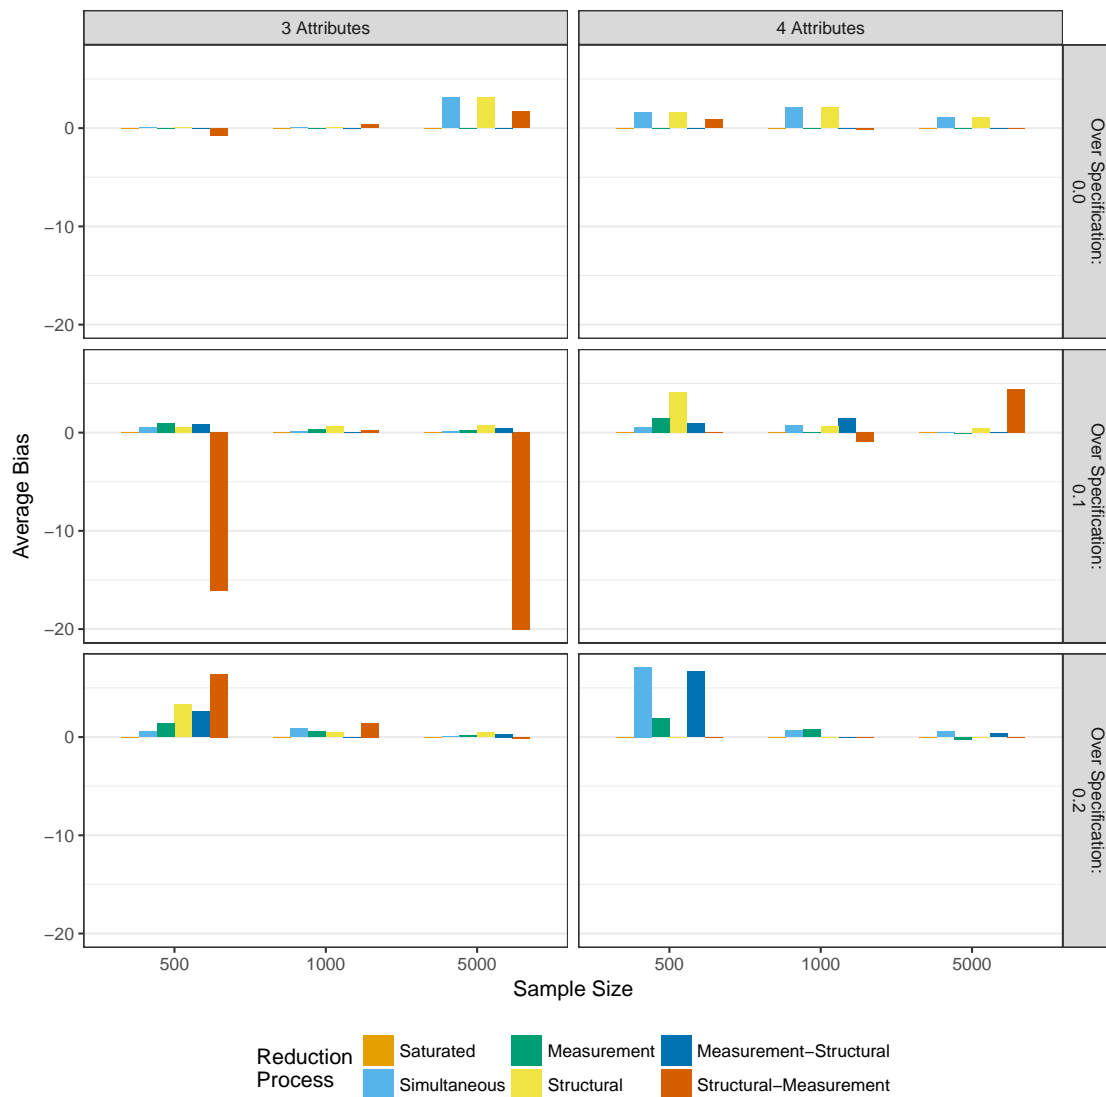 3 Attributes
4 Attributes
Average Bias
0
−10
−20
Over Specification:
0.0
0
−10
−20
Over Specification:
0.1
0
−10
−20
Over Specification:
0.2
500
1000
5000
500
1000
5000
Sample Size
Reduction
Process
Saturated
Measurement
Measurement−Structural
Simultaneous
Structural
Structural−Measurement